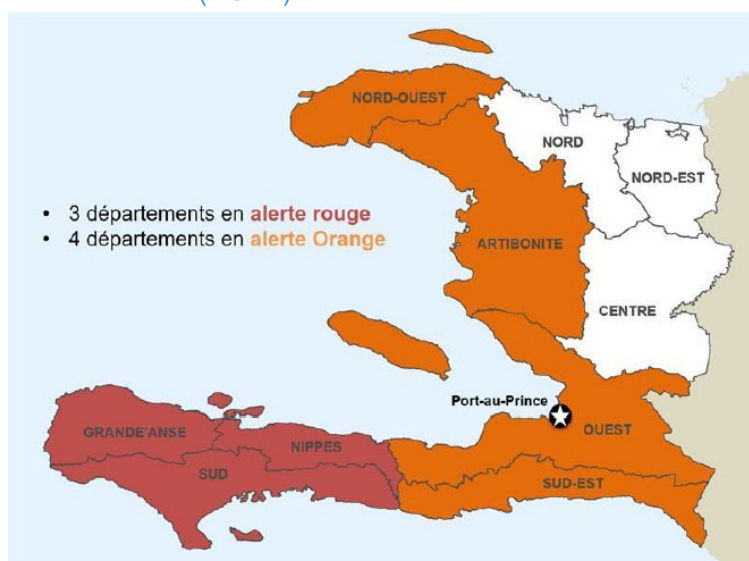 NORD-OUEST
NORD
NORD-EST
• 3 départements en alerte rouge
• 4 départements en alerte Orange
ARTIBONITE
CENTRE
Port-au-Prince
OUEST
GRANDE'ANSE
NIPPES
SUD
SUD-EST